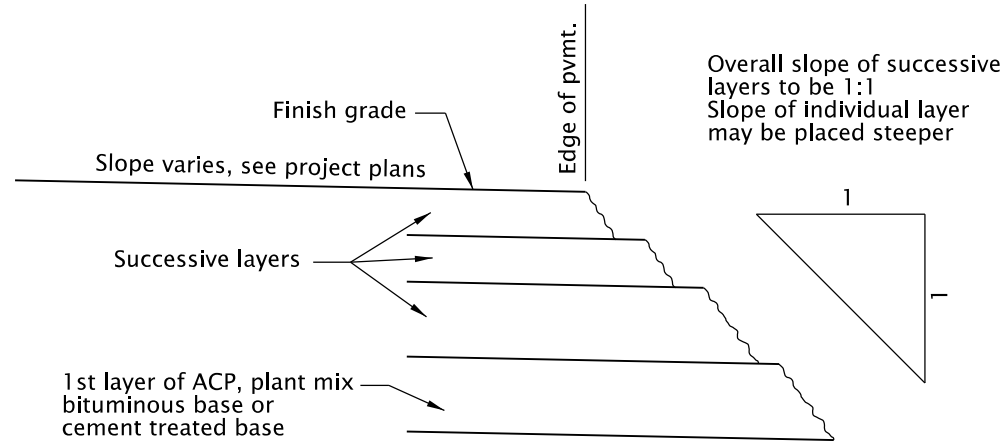 Edge of pvmt.
Overall slope of successive
layers to be 1:1
Slope of individual layer
may be placed steeper
Finish grade
Slope varies, see project plans
1
Successive layers
1
1st layer of ACP, plant mix
bituminous base or
cement treated base